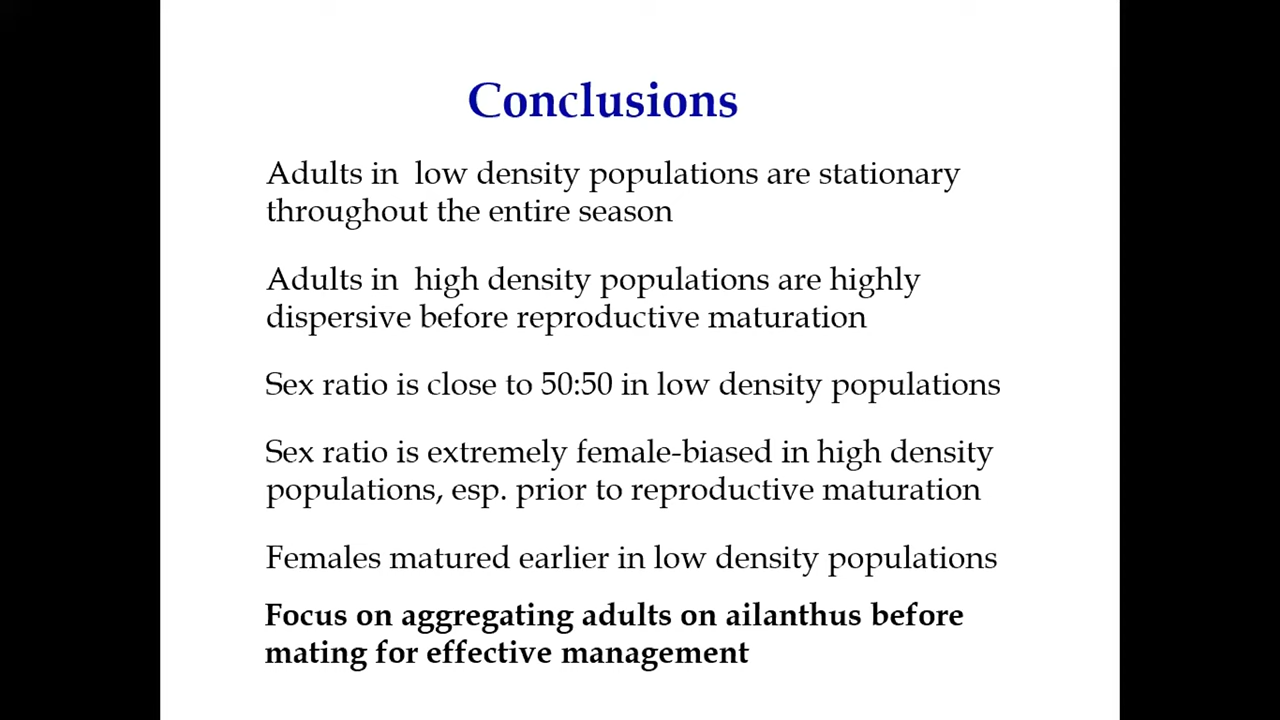 Conclusions
Adults in  low density populations are stationary
throughout the entire season
Adults in  high density populations are highly
dispersive before reproductive maturation
Sex ratio is close to 50:50 in low density populations
Sex ratio is extremely female-biased in high density
populations, esp. prior to reproductive maturation
Females matured earlier in low density populations
Focus on aggregating adults on ailanthus before
mating for effective management